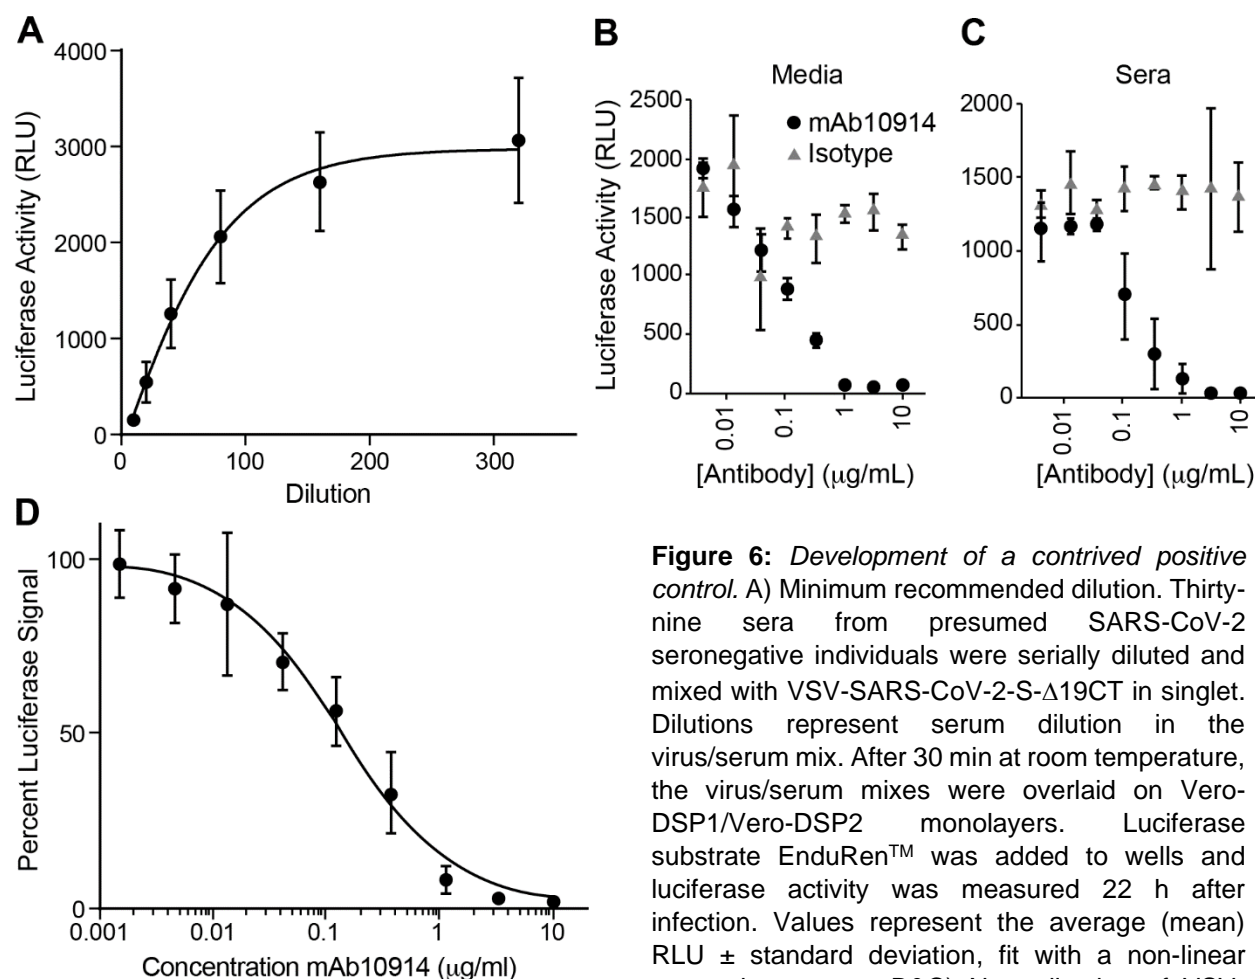 A
4000
3000
2000
1000
0
Luciferase Activity (RLU)
0
100
200
300
Dilution
B
Media
2500
2000
1500
1000
500
0
Luciferase Activity (RLU)
mAb10914
Isotype
0.01
0.1
1
10
[Antibody] (μg/mL)
C
Sera
2000
1500
1000
500
0
0.01
0.1
1
10
[Antibody] (μg/mL)
D
100
50
0
Percent Luciferase Signal
0.001
0.01
0.1
1
10
Concentration mAb10914 (μg/ml)
Figure 6: Development of a contrived positive
control. A) Minimum recommended dilution. Thirty-
nine sera from presumed SARS-CoV-2
seronegative individuals were serially diluted and
mixed with VSV-SARS-CoV-2-S-Δ19CT in singlet.
Dilutions represent serum dilution in the
virus/serum mix. After 30 min at room temperature,
the virus/serum mixes were overlaid on Vero-
DSP1/Vero-DSP2 monolayers. Luciferase
substrate EnduRen™ was added to wells and
luciferase activity was measured 22 h after
infection. Values represent the average (mean)
RLU ± standard deviation, fit with a non-linear